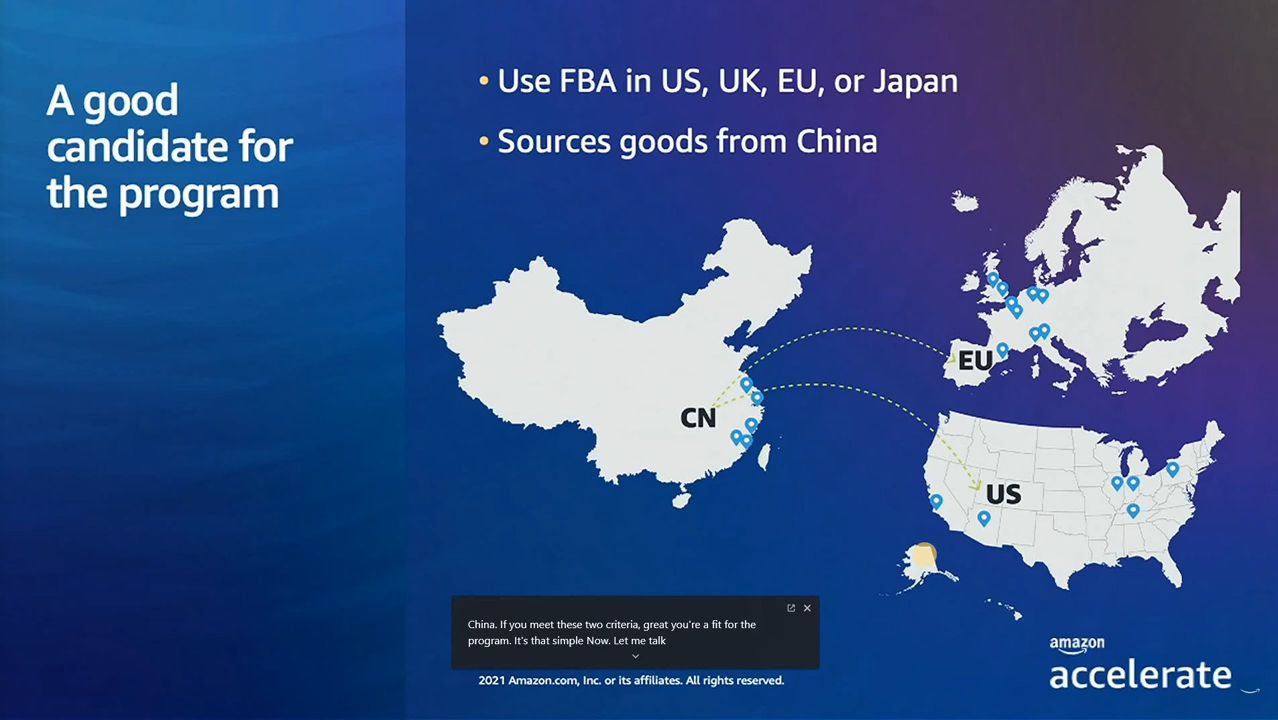 A good
candidate for
the program
• Use FBA in US, UK, EU, or Japan
• Sources goods from China
CN
EU
US
China. If you meet these two criteria, great you're a fit for the
program. It's that simple Now. Let me talk
2021 Amazon.com, Inc. or its affiliates. All rights reserved.
amazon
accelerate